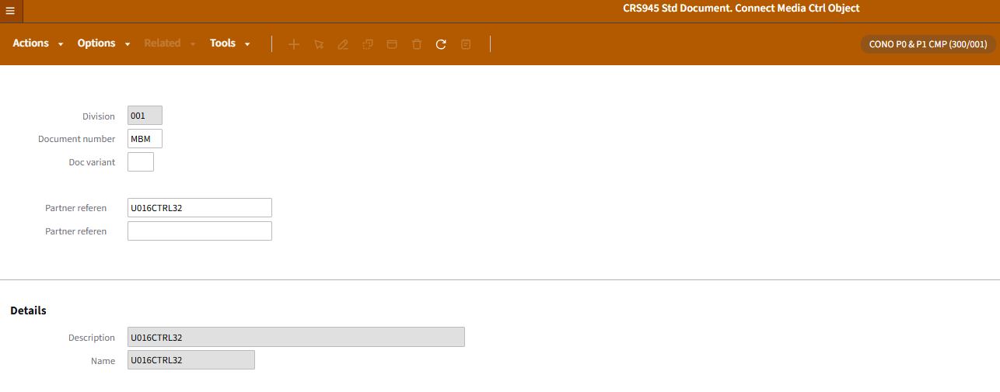 CRS945 Std Document. Connect Media Ctrl Object
Actions Options Related Tools CONO P0 & P1 CMP (300/001)
Division 001
Document number MBM
Doc variant
Partner referen U016CTRL32
Partner referen
Details
Description U016CTRL32
Name U016CTRL32